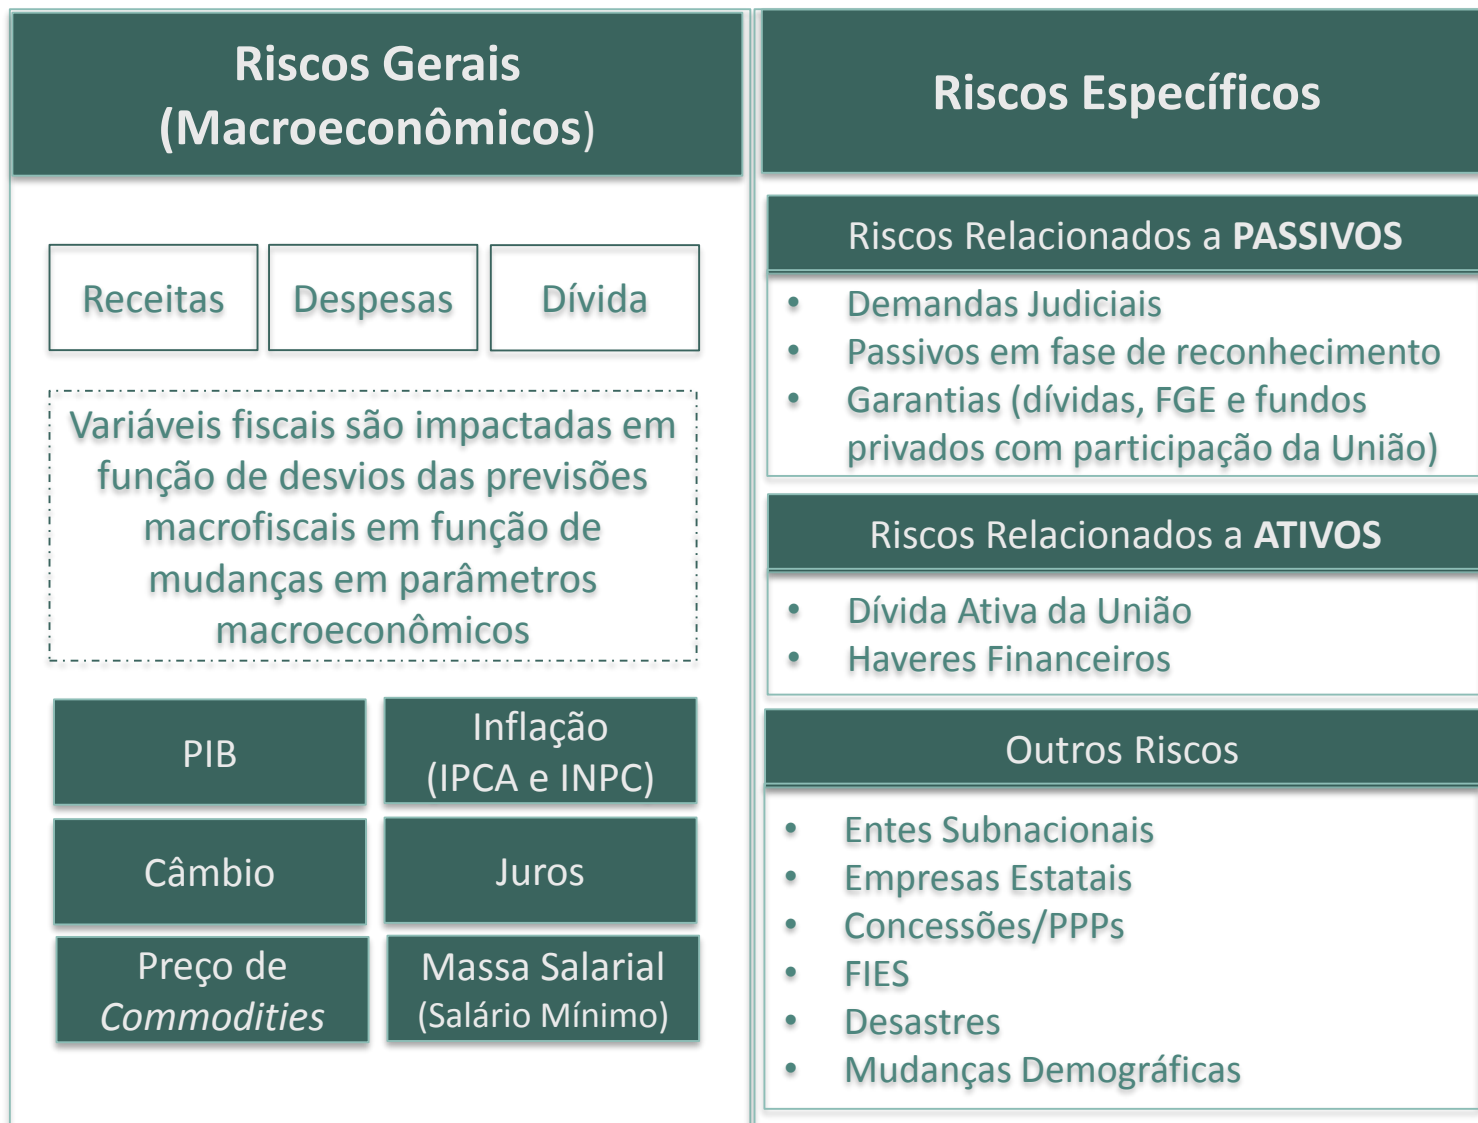 Riscos Gerais
(Macroeconômicos)
Receitas
Despesas
Dívida
Variáveis fiscais são impactadas em
função de desvios das previsões
macrofiscais em função de
mudanças em parâmetros
macroeconômicos
PIB
Inflação
(IPCA e INPC)
Câmbio
Juros
Preço de
Commodities
Massa Salarial
(Salário Mínimo)
Riscos Específicos
Riscos Relacionados a PASSIVOS
• Demandas Judiciais
• Passivos em fase de reconhecimento
• Garantias (dívidas, FGE e fundos
privados com participação da União)
Riscos Relacionados a ATIVOS
• Dívida Ativa da União
• Haveres Financeiros
Outros Riscos
• Entes Subnacionais
• Empresas Estatais
• Concessões/PPPs
• FIES
• Desastres
• Mudanças Demográficas